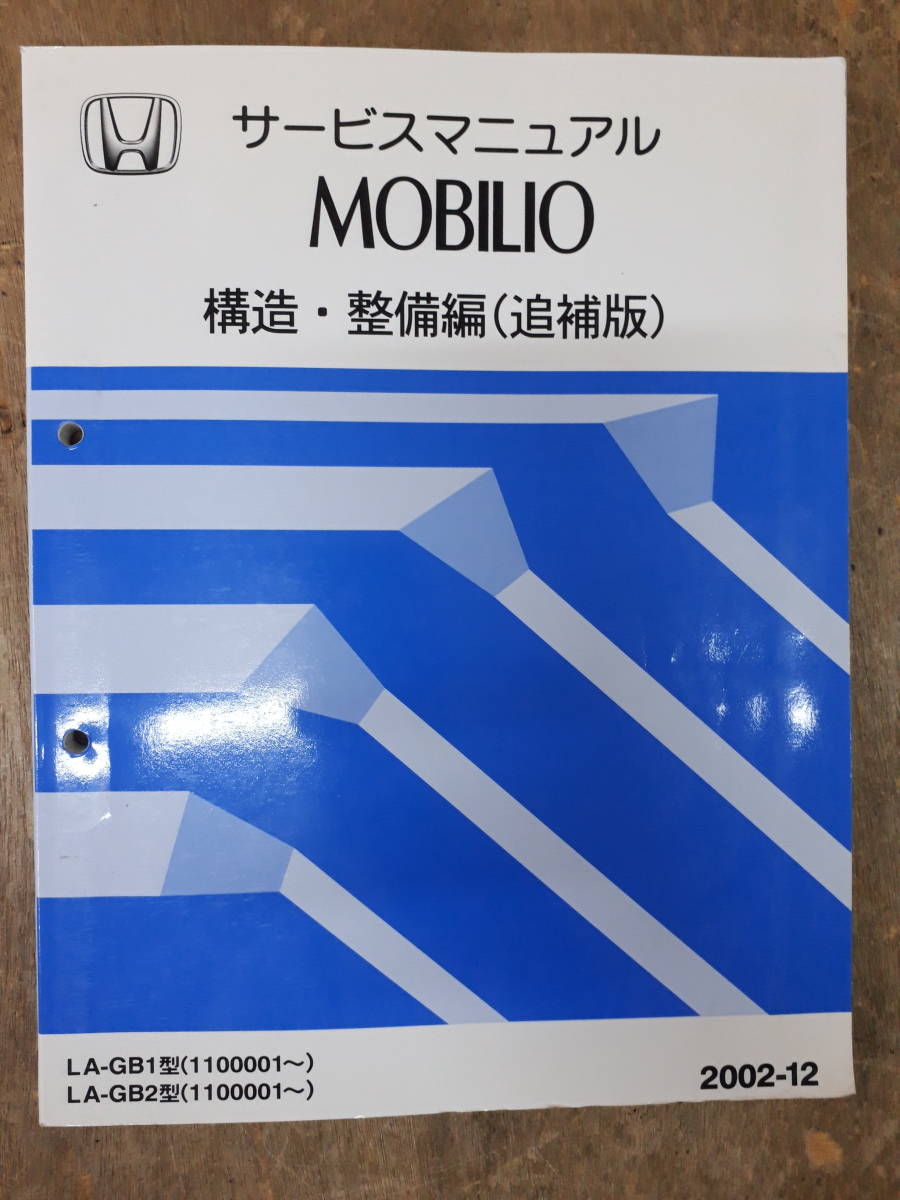 サービスマニュアル
MOBILIO
構造・整備編(追補版)
LA-GB1型(1100001～)
LA-GB2型(1100001～)
2002-12